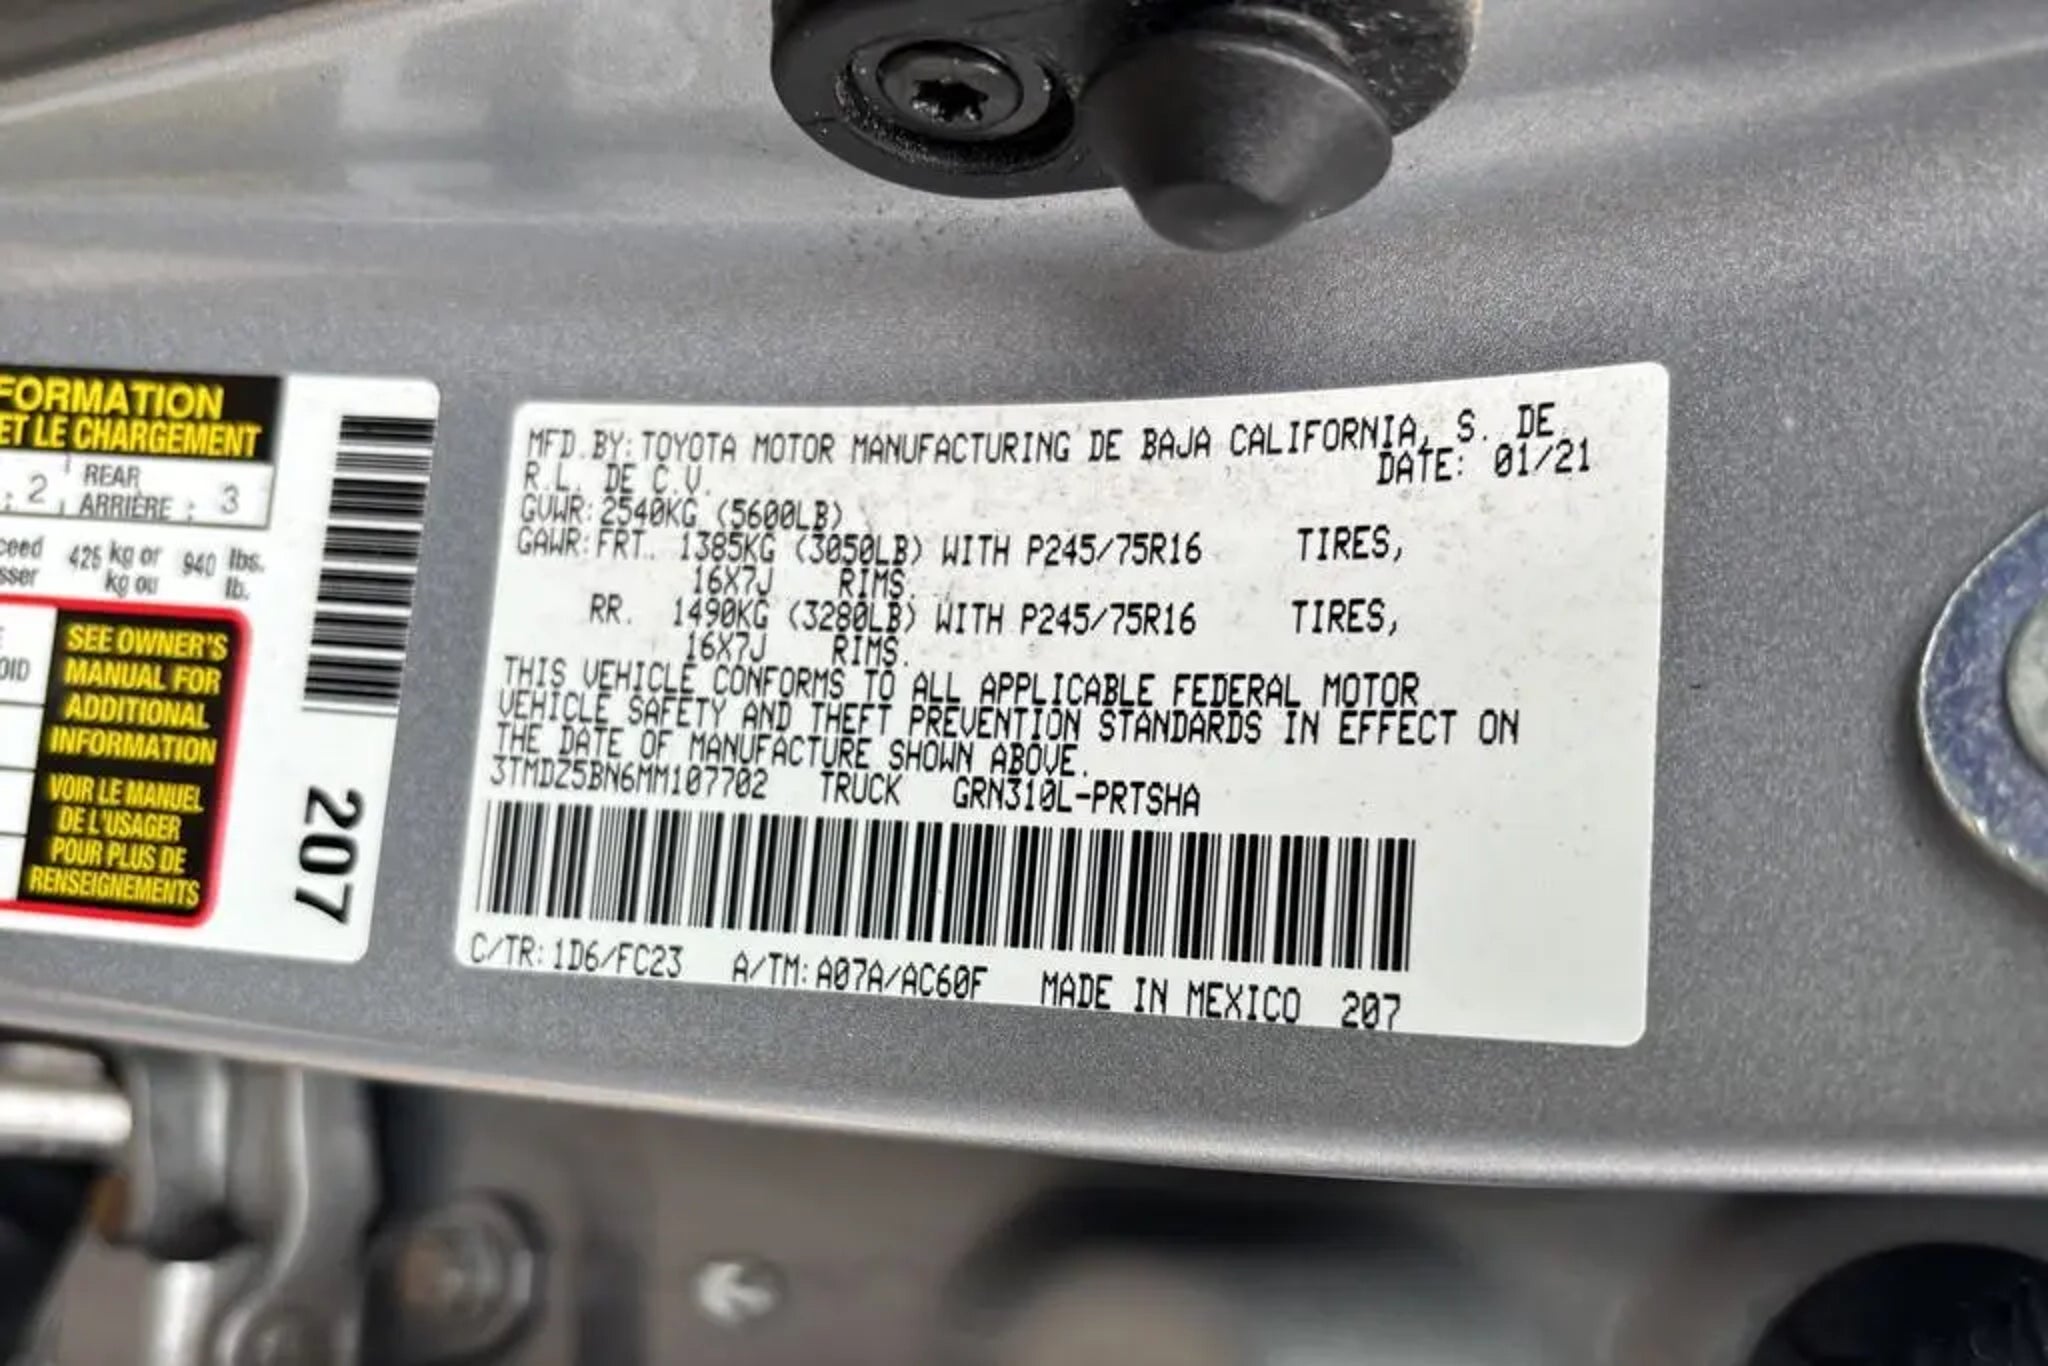 FORMATION
ET LE CHARGEMENT
: 2 REAR
ARRIÈRE : 3
425 kg or 940 lbs.
kg ou lb.
SEE OWNER'S
MANUAL FOR
ADDITIONAL
INFORMATION
VOIR LE MANUEL
DE L'USAGER
POUR PLUS DE
RENSEIGNEMENTS
207
MFD.BY:TOYOTA MOTOR MANUFACTURING DE BAJA CALIFORNIA, S. DE
R.L. DE C.V. DATE: 01/21
GVWR:2540KG (5600LB)
GAWR:FRT. 1385KG (3050LB) WITH P245/75R16 TIRES,
16X7J RIMS.
RR. 1490KG (3280LB) WITH P245/75R16 TIRES,
16X7J RIMS.
THIS VEHICLE CONFORMS TO ALL APPLICABLE FEDERAL MOTOR
VEHICLE SAFETY AND THEFT PREVENTION STANDARDS IN EFFECT ON
THE DATE OF MANUFACTURE SHOWN ABOVE.
3TMDZ5BN6MM107702 TRUCK GRN310L-PRTSHA
C/TR:1D6/FC23 A/TM:A07A/AC60F MADE IN MEXICO 207